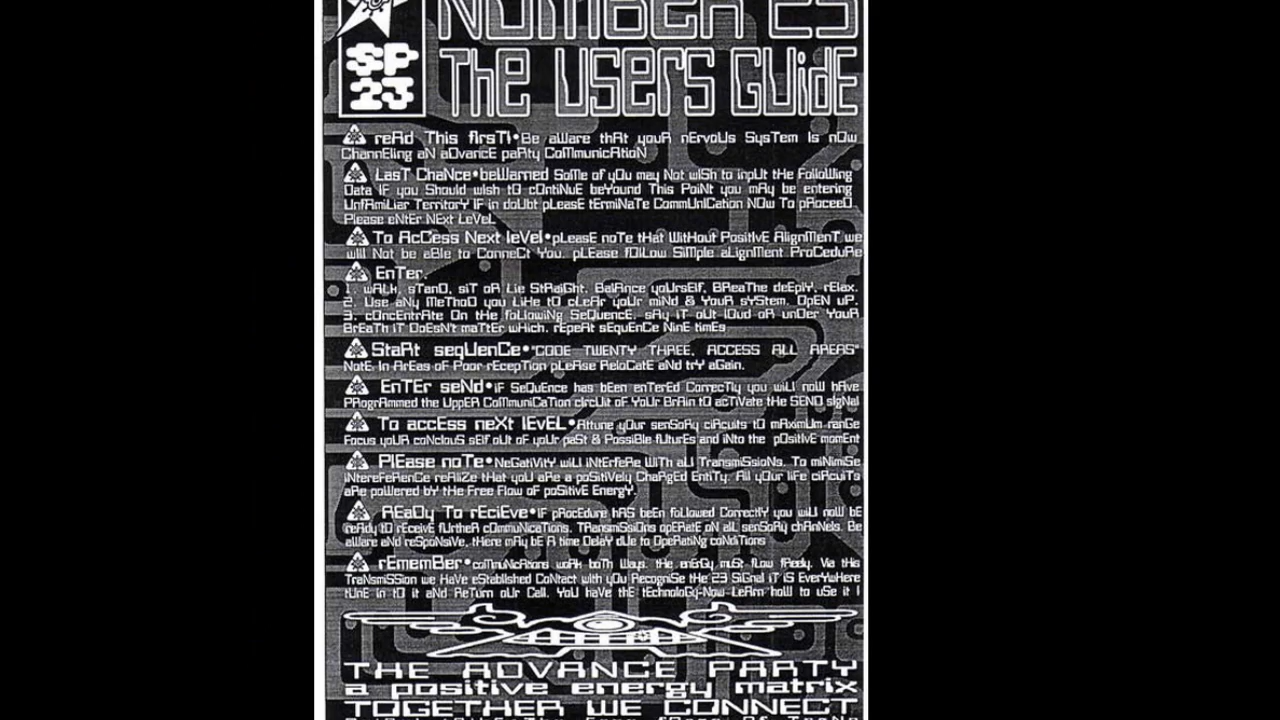 NUMBER 23
SP
23
The Users GUidE
reAd This firsT!•Be aWare thAt youR nErvoUs SysTem Is nOw
ChannEling aN aDvancE paRty CoMmunicAtioN
LasT ChaNce•beWarned SoMe of yOu may Not wISh to inpUt tHe FolloWing
Data IF you Should wIsh tO cOntiNuE beYound This PoiNt you mAy be entering
UnfAmiLiar TerritorY IF in doUbt pLeasE tErmiNaTe CommUnICation NOw To pRoceeD
Please eNtEr NExt LeVeL
To AcCess Next leVel•pLeasE noTe tHat WitHout PositIvE AlignmenT we
wiLl Not be aBle to ConneCt You. pLEase fOlLow SiMple aLignMent ProCeduRe
EnTer.
1. wALk, sTanD, siT oR Lie StRaiGht. BalAnce yoUrsElf, BReaThe deEplY, rElax.
2. Use aNy MeThoD you LiKe tO cLeAr yoUr miNd & YouR sYStem. OpEN uP.
3. cOncEntrAte On tHe foLloWiNg SeQUencE. sAy iT oUt lOud oR unDer YouR
BrEaTh iT DoEsN't maTtEr wHich. rEpeAt sEqUenCe NinE timEs
StaRt seqUenCe•"CODE TWENTY THREE, ACCESS ALL AREAS"
NotE. In ArEas of Poor rEcepTion pLeAse ReloCatE aNd trY aGain.
EnTEr seNd•iF SeQuEnce has bEen enTerEd CorrecTly you wiLl noW hAve
PRogrAmmed the UppER CoMmuniCaTion cIrcUit oF YoUr BrAin tO acTiVate tHe SEND sIgNal
To accEss neXt lEvEL•Attune yOur senSoRy ciRcuits tO mAxImUm ranGe
Focus yoUR coNcIouS sElf oUt oF yoUr paSt & PossiBle fUturEs and iNto the pOsitIvE momEnt
PlEase noTe•NeGativitY wiLl iNtErfeRe WiTh aLl TransmiSsioNs. To miNimiSe
iNtereFeRenCe reAliZe tHat yoU aRe a poSitiVely ChaRgEd EntiTy. All yOur life ciRcuiTs
aRe poWered bY tHe Free Flow oF poSitivE EnerGY.
REaDy To rEciEve•IF pRocEdure hAS beEn foLlowed CorrecTlY you wiLl noW bE
reAdy tO rEceivE fUrtHer cOmmuNicaTions. TRansmiSsIons opErAtE oN alL senSoRy chAnNels. Be
aWare aNd reSpoNsive, tHere mAy bE A time DelaY dUe to OpeRatiNg coNditioNs
rEmemBer•coMmuNicAtions woRk boTh Ways. the enErGy muSt fLow fReely. Via tHis
TraNsmiSSion we HaVe eStablIshed CoNtact wiTh yOu RecogniSe tHe 23 SiGnal iT iS EverYwHere
tUnE in tO it aNd ReTurn oUr Call. YoU haVe thE tEchnoloGy-Now LeaRn hoW to uSe it !
THE ADVANCE PARTY
a positive energy matrix
TOGETHER WE CONNECT